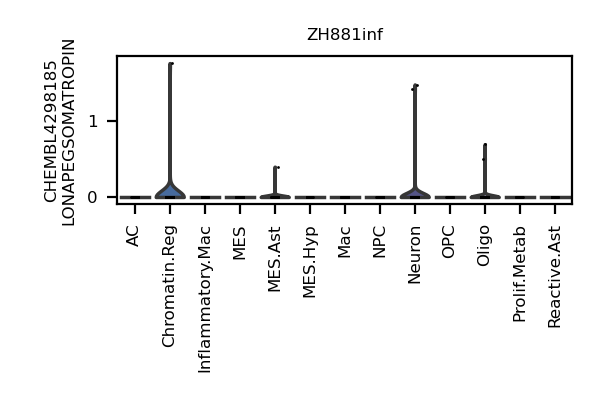 ZH881inf
CHEMBL4298185
LONAPEGSOMATROPIN
1
0
AC
Chromatin.Reg
Inflammatory.Mac
MES
MES.Ast
MES.Hyp
Mac
NPC
Neuron
OPC
Oligo
Prolif.Metab
Reactive.Ast